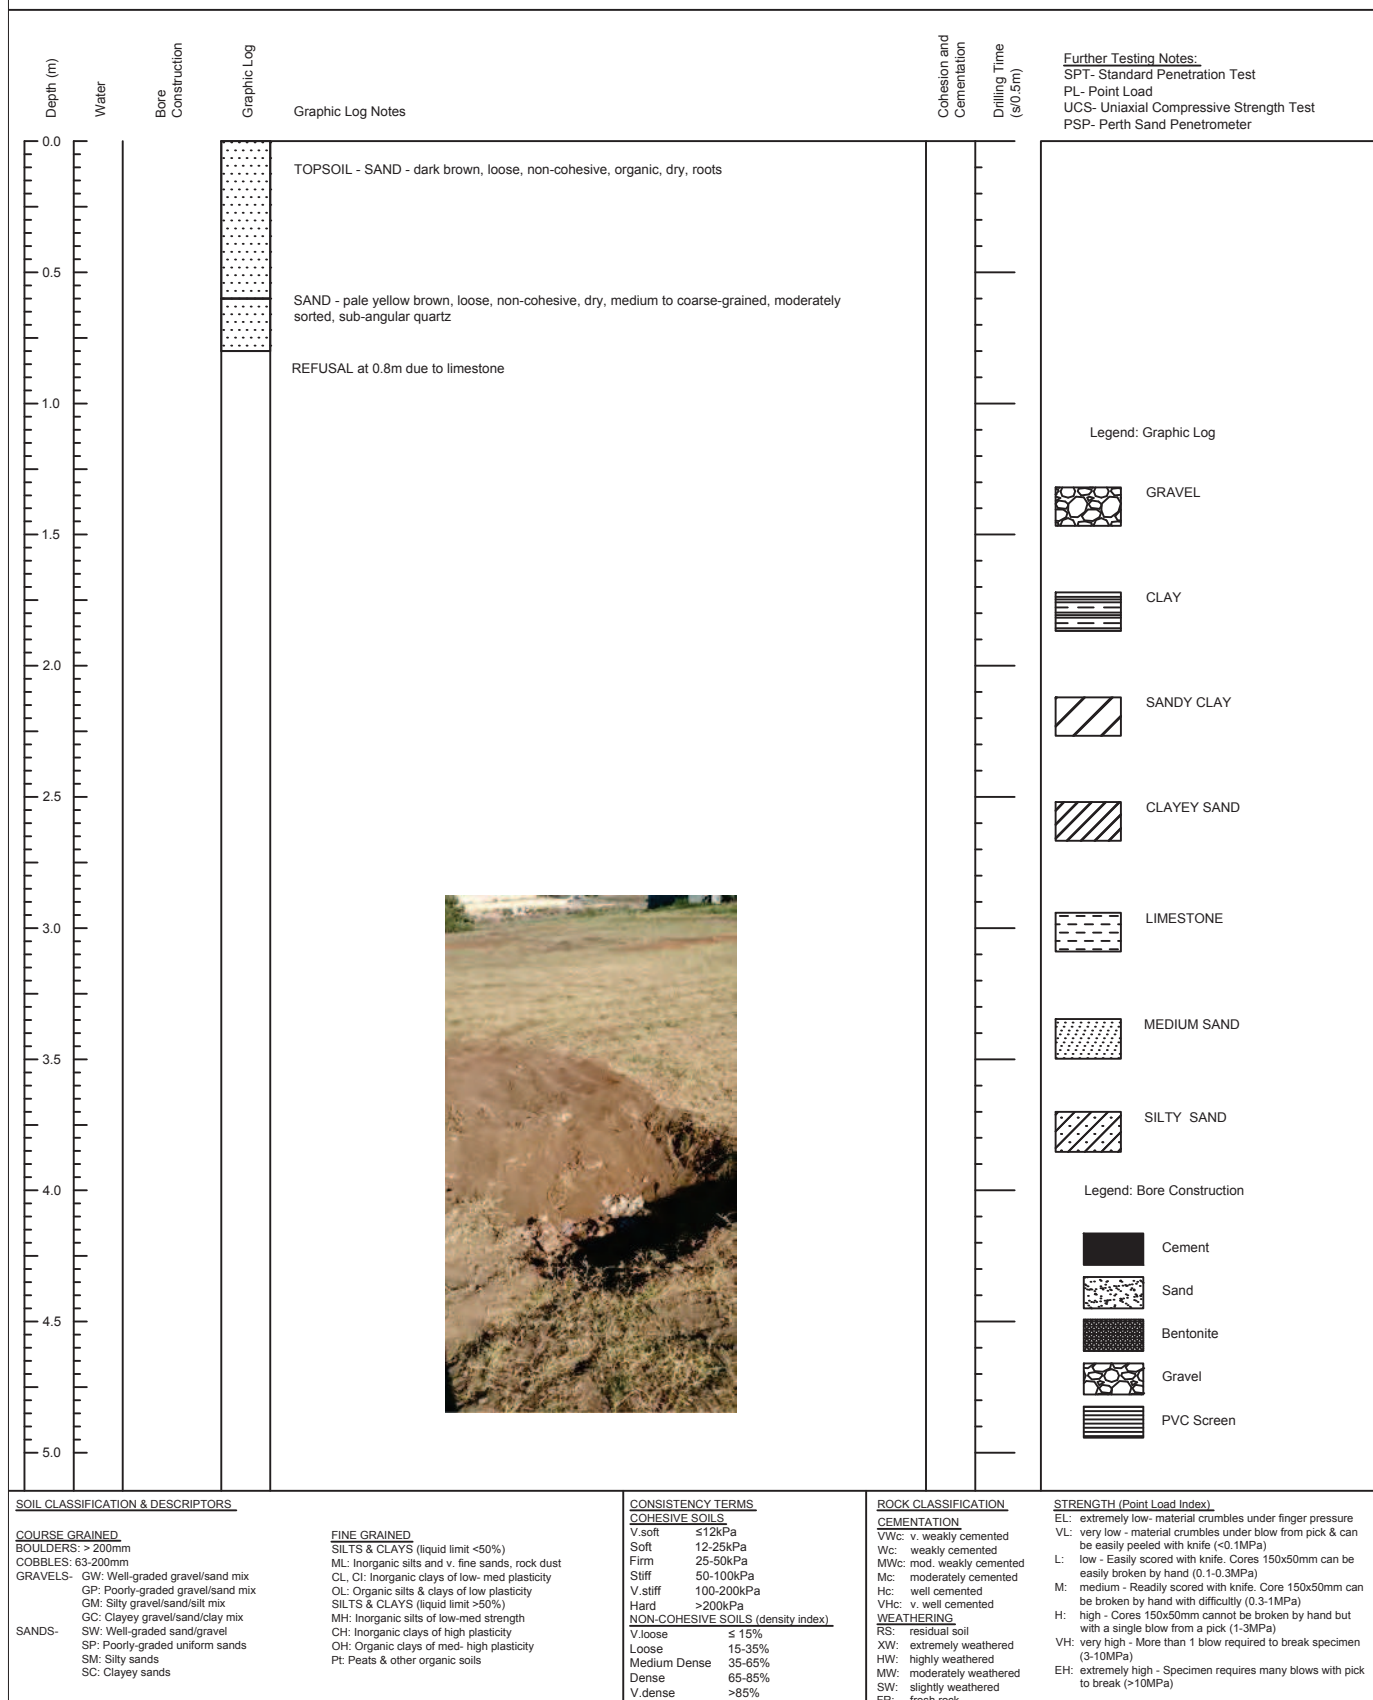 Depth (m)
Water
Bore
Construction
Graphic Log
Graphic Log Notes
Cohesion and
Cementation
Drilling Time
(s/0.5m)
Further Testing Notes:
SPT- Standard Penetration Test
PL- Point Load
UCS- Uniaxial Compressive Strength Test
PSP- Perth Sand Penetrometer
0.0
TOPSOIL - SAND - dark brown, loose, non-cohesive, organic, dry, roots
0.5
SAND - pale yellow brown, loose, non-cohesive, dry, medium to coarse-grained, moderately
sorted, sub-angular quartz
REFUSAL at 0.8m due to limestone
1.0
1.5
2.0
2.5
3.0
3.5
4.0
4.5
5.0
Legend: Graphic Log
GRAVEL
CLAY
SANDY CLAY
CLAYEY SAND
LIMESTONE
MEDIUM SAND
SILTY SAND
Legend: Bore Construction
Cement
Sand
Bentonite
Gravel
PVC Screen
SOIL CLASSIFICATION & DESCRIPTORS
COURSE GRAINED
BOULDERS: > 200mm
COBBLES: 63-200mm
GRAVELS- GW: Well-graded gravel/sand mix
GP: Poorly-graded gravel/sand mix
GM: Silty gravel/sand/silt mix
GC: Clayey gravel/sand/clay mix
SANDS- SW: Well-graded sand/gravel
SP: Poorly-graded uniform sands
SM: Silty sands
SC: Clayey sands
FINE GRAINED
SILTS & CLAYS (liquid limit <50%)
ML: Inorganic silts and v. fine sands, rock dust
CL, CI: Inorganic clays of low- med plasticity
OL: Organic silts & clays of low plasticity
SILTS & CLAYS (liquid limit >50%)
MH: Inorganic silts of low-med strength
CH: Inorganic clays of high plasticity
OH: Organic clays of med- high plasticity
Pt: Peats & other organic soils
CONSISTENCY TERMS
COHESIVE SOILS
V.soft ≤12kPa
Soft 12-25kPa
Firm 25-50kPa
Stiff 50-100kPa
V.stiff 100-200kPa
Hard >200kPa
NON-COHESIVE SOILS (density index)
V.loose ≤ 15%
Loose 15-35%
Medium Dense 35-65%
Dense 65-85%
V.dense >85%
ROCK CLASSIFICATION
CEMENTATION
VWc: v. weakly cemented
Wc: weakly cemented
MWc: mod. weakly cemented
Mc: moderately cemented
Hc: well cemented
VHc: v. well cemented
WEATHERING
RS: residual soil
XW: extremely weathered
HW: highly weathered
MW: moderately weathered
SW: slightly weathered
FR: fresh rock
STRENGTH (Point Load Index)
EL: extremely low- material crumbles under finger pressure
VL: very low - material crumbles under blow from pick & can
be easily peeled with knife (<0.1MPa)
L: low - Easily scored with knife. Cores 150x50mm can be
easily broken by hand (0.1-0.3MPa)
M: medium - Readily scored with knife. Core 150x50mm can
be broken by hand with difficultly (0.3-1MPa)
H: high - Cores 150x50mm cannot be broken by hand but
with a single blow from a pick (1-3MPa)
VH: very high - More than 1 blow required to break specimen
(3-10MPa)
EH: extremely high - Specimen requires many blows with pick
to break (>10MPa)